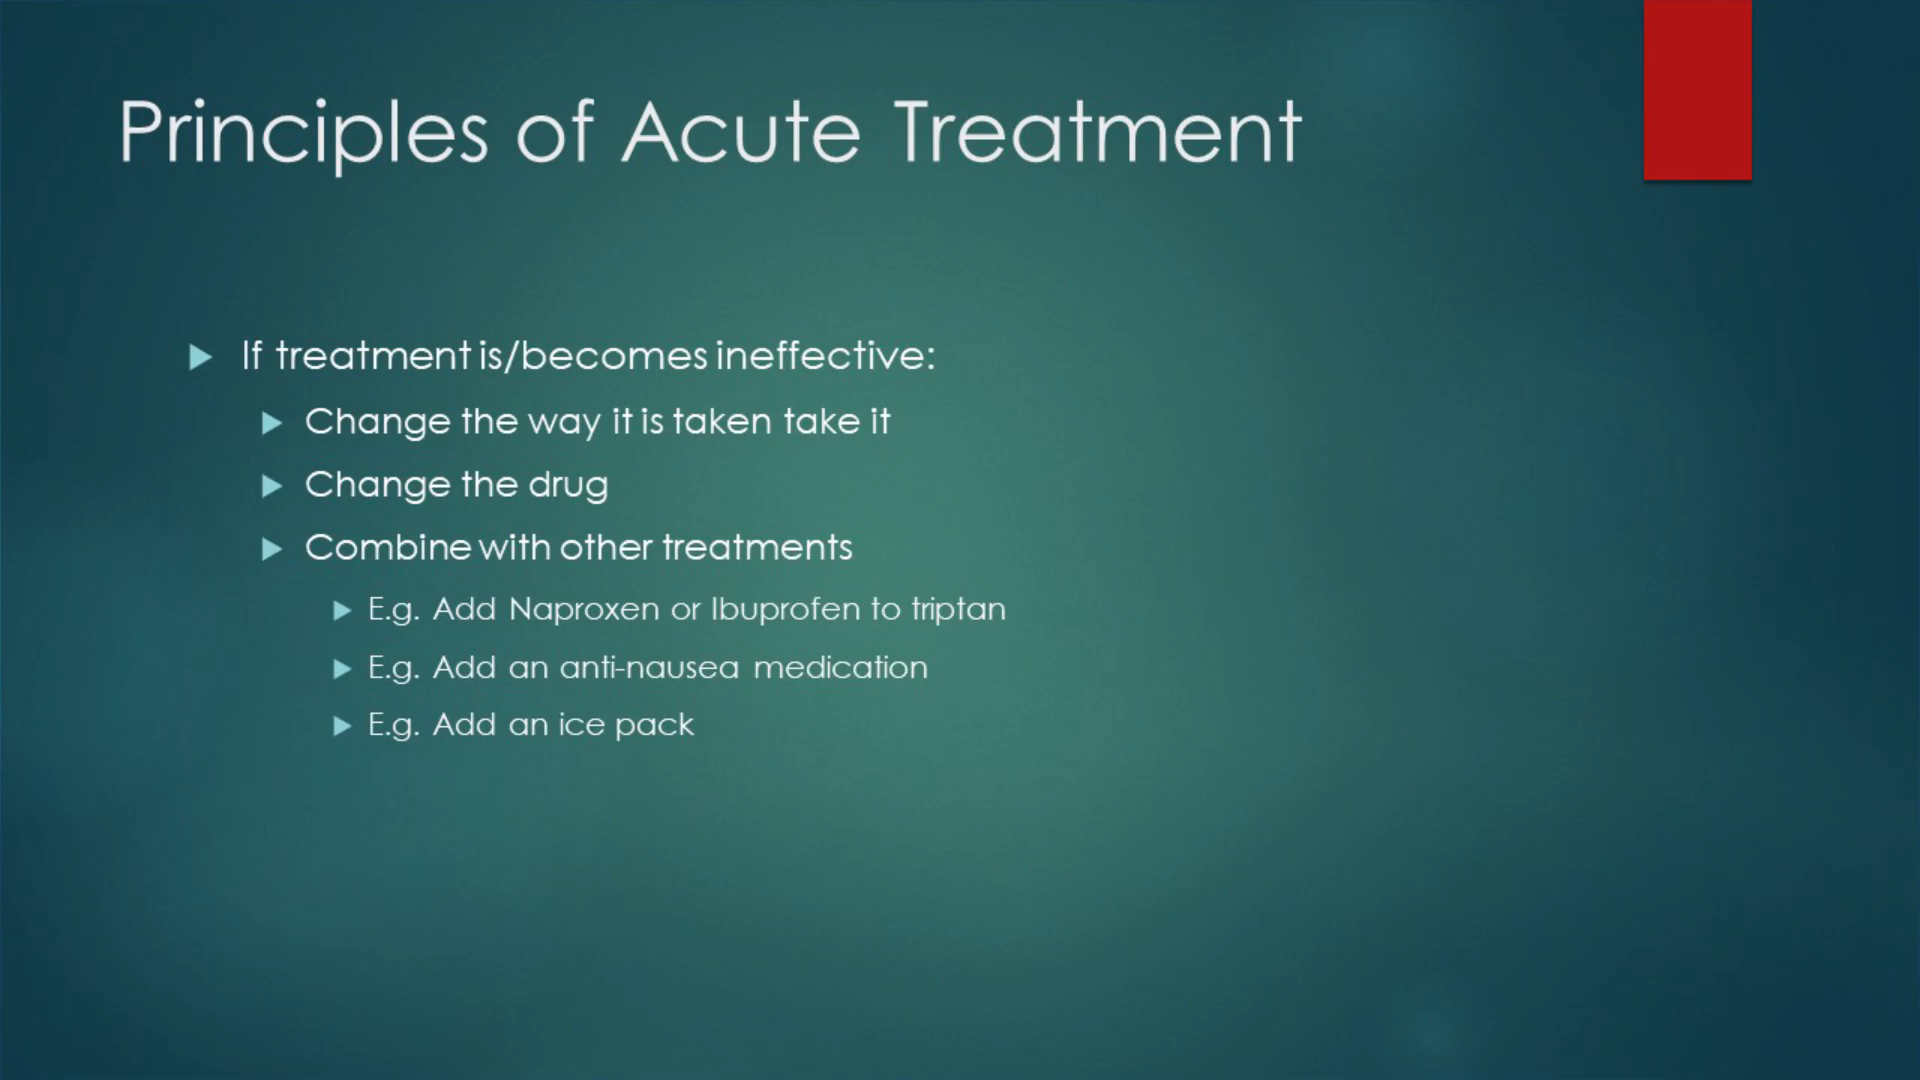 Principles of Acute Treatment
If treatment is/becomes ineffective:
Change the way it is taken take it
Change the drug
Combine with other treatments
E.g. Add Naproxen or Ibuprofen to triptan
E.g. Add an anti-nausea medication
E.g. Add an ice pack